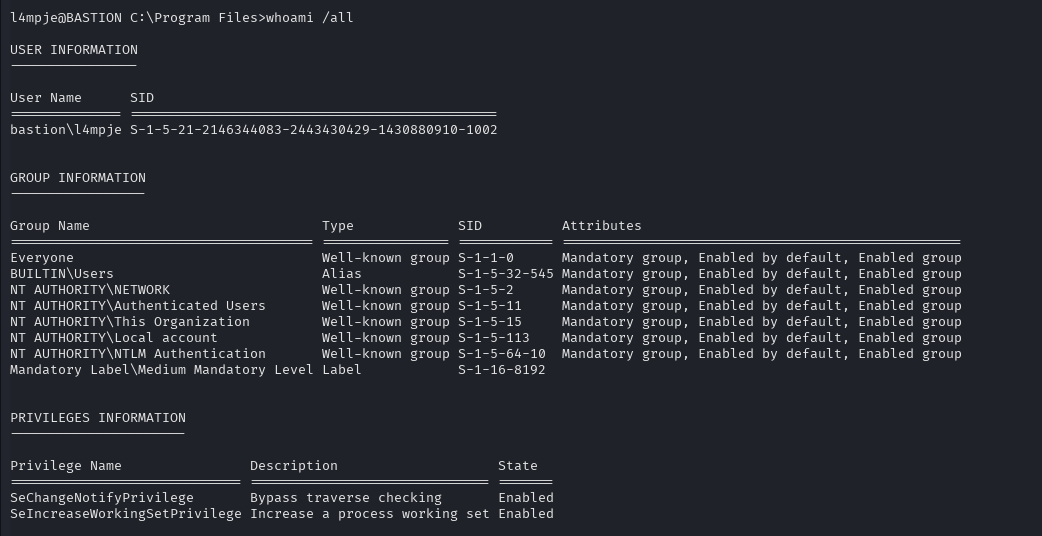 l4mpje@BASTION C:\Program Files>whoami /all
USER INFORMATION
----------------
User Name      SID
============== ==============================================
bastion\l4mpje S-1-5-21-2146344083-2443430429-1430880910-1002
GROUP INFORMATION
-----------------
Group Name                             Type             SID          Attributes
====================================== ================ ============ ==================================================
Everyone                               Well-known group S-1-1-0      Mandatory group, Enabled by default, Enabled group
BUILTIN\Users                          Alias            S-1-5-32-545 Mandatory group, Enabled by default, Enabled group
NT AUTHORITY\NETWORK                   Well-known group S-1-5-2      Mandatory group, Enabled by default, Enabled group
NT AUTHORITY\Authenticated Users       Well-known group S-1-5-11     Mandatory group, Enabled by default, Enabled group
NT AUTHORITY\This Organization         Well-known group S-1-5-15     Mandatory group, Enabled by default, Enabled group
NT AUTHORITY\Local account             Well-known group S-1-5-113    Mandatory group, Enabled by default, Enabled group
NT AUTHORITY\NTLM Authentication       Well-known group S-1-5-64-10  Mandatory group, Enabled by default, Enabled group
Mandatory Label\Medium Mandatory Level Label            S-1-16-8192
PRIVILEGES INFORMATION
----------------------
Privilege Name                Description                    State
============================= ============================== =======
SeChangeNotifyPrivilege       Bypass traverse checking       Enabled
SeIncreaseWorkingSetPrivilege Increase a process working set Enabled